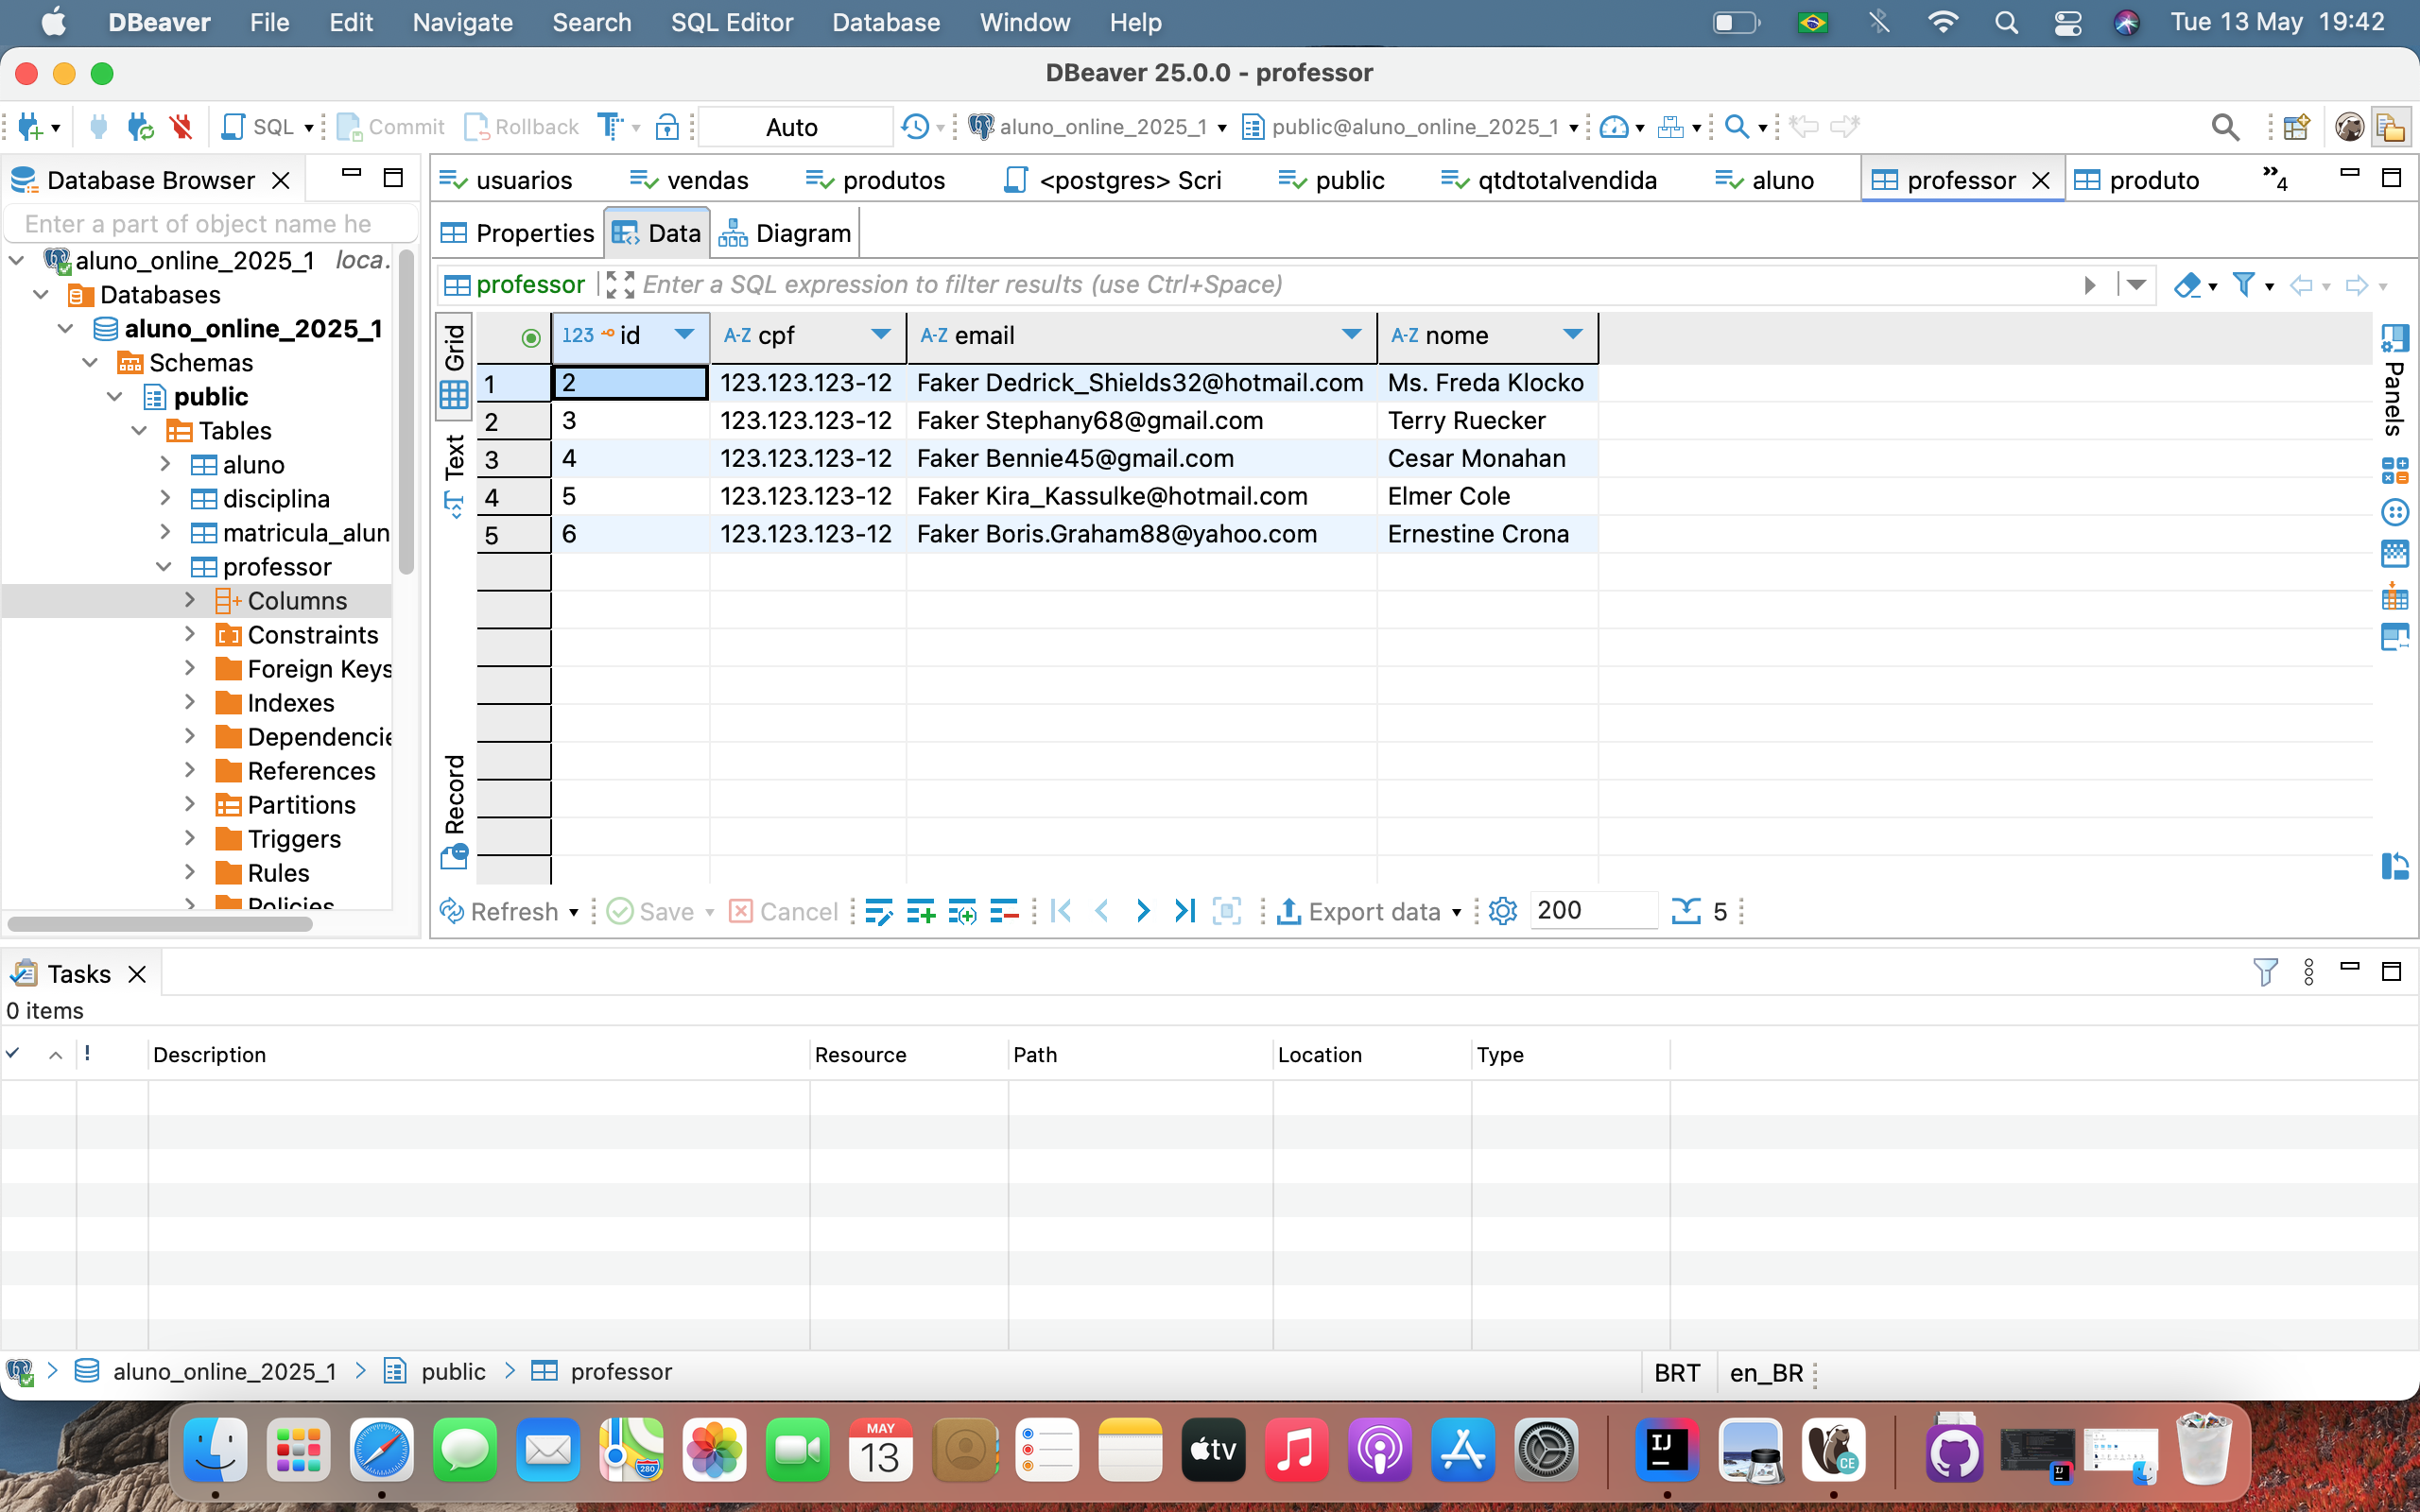 DBeaver File Edit Navigate Search SQL Editor Database Window Help Tue 13 May 19:42
DBeaver 25.0.0 - professor
SQL Commit Rollback Auto aluno_online_2025_1 public@aluno_online_2025_1
Database Browser
Enter a part of object name he
aluno_online_2025_1 loca.
Databases
aluno_online_2025_1
Schemas
public
Tables
aluno
disciplina
matricula_alun
professor
Columns
Constraints
Foreign Keys
Indexes
Dependencie
References
Partitions
Triggers
Rules
Policies
usuarios vendas produtos <postgres> Scri public qtdtotalvendida aluno professor produto »4
Properties Data Diagram
professor Enter a SQL expression to filter results (use Ctrl+Space)
Grid
Text
Record
123 id A-Z cpf A-Z email A-Z nome
1 2 123.123.123-12 Faker Dedrick_Shields32@hotmail.com Ms. Freda Klocko
2 3 123.123.123-12 Faker Stephany68@gmail.com Terry Ruecker
3 4 123.123.123-12 Faker Bennie45@gmail.com Cesar Monahan
4 5 123.123.123-12 Faker Kira_Kassulke@hotmail.com Elmer Cole
5 6 123.123.123-12 Faker Boris.Graham88@yahoo.com Ernestine Crona
Panels
Refresh Save Cancel Export data 200 5
Tasks
0 items
! Description Resource Path Location Type
aluno_online_2025_1 public professor BRT en_BR
280
MAY
13
tv
IJ
CE
IJ